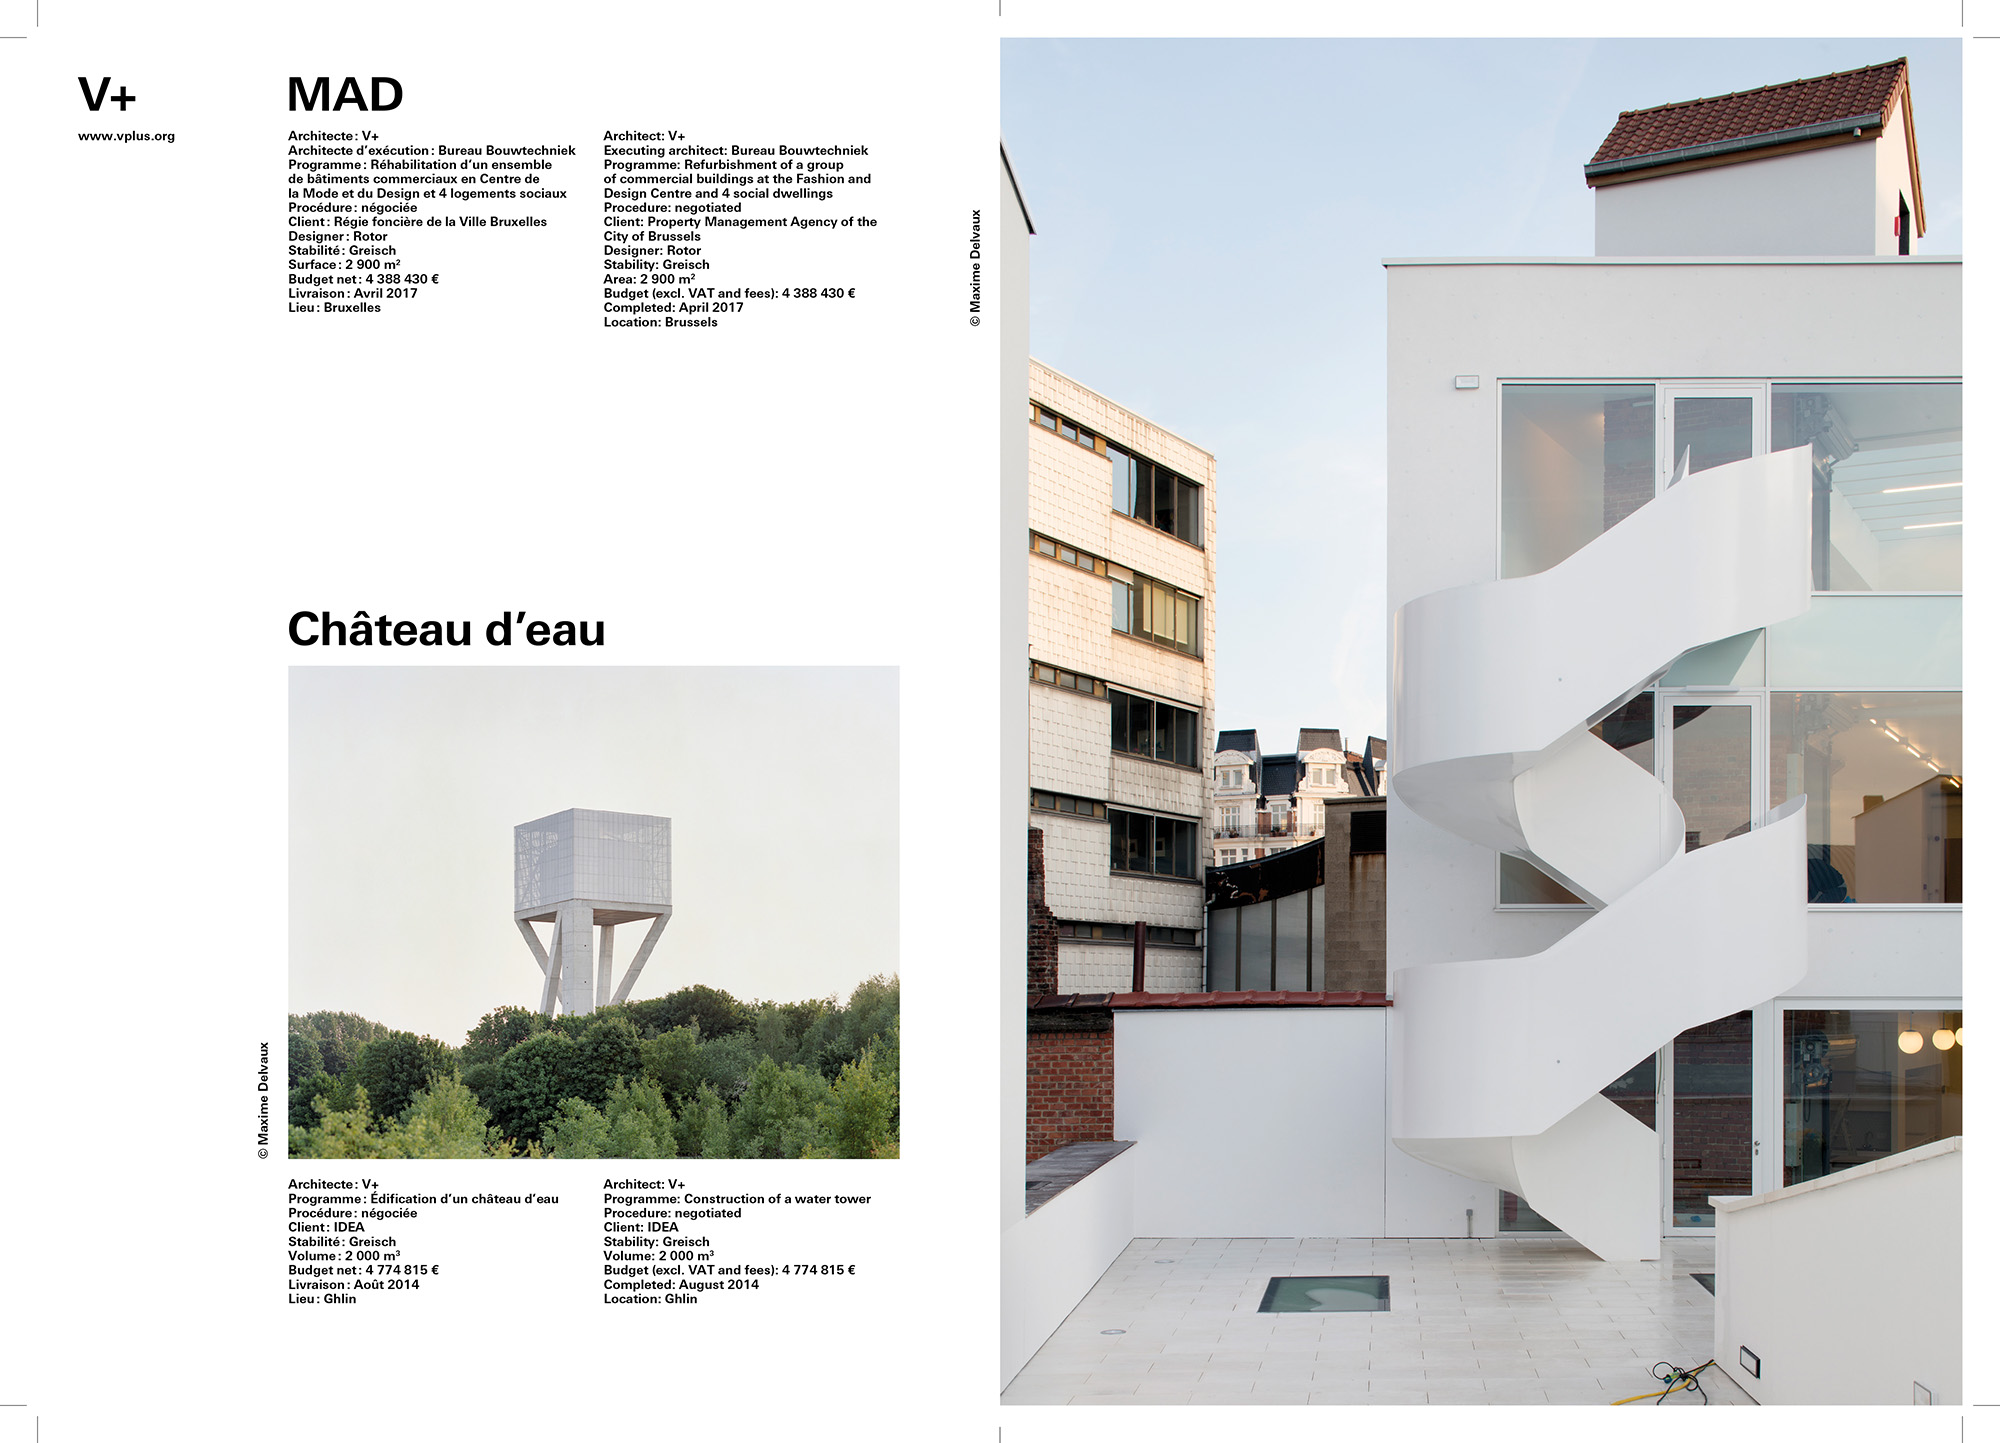 V+
www.vplus.org
MAD
Architecte : V+
Architecte d’exécution : Bureau Bouwtechniek
Programme : Réhabilitation d’un ensemble
de bâtiments commerciaux en Centre de
la Mode et du Design et 4 logements sociaux
Procédure : négociée
Client : Régie foncière de la Ville Bruxelles
Designer : Rotor
Stabilité : Greisch
Surface : 2 900 m²
Budget net : 4 388 430 €
Livraison : Avril 2017
Lieu : Bruxelles
Architect: V+
Executing architect: Bureau Bouwtechniek
Programme: Refurbishment of a group
of commercial buildings at the Fashion and
Design Centre and 4 social dwellings
Procedure: negotiated
Client: Property Management Agency of the
City of Brussels
Designer: Rotor
Stability: Greisch
Area: 2 900 m²
Budget (excl. VAT and fees): 4 388 430 €
Completed: April 2017
Location: Brussels
© Maxime Delvaux
Château d’eau
© Maxime Delvaux
Architecte : V+
Programme : Édification d’un château d’eau
Procédure : négociée
Client : IDEA
Stabilité : Greisch
Volume : 2 000 m³
Budget net : 4 774 815 €
Livraison : Août 2014
Lieu : Ghlin
Architect: V+
Programme: Construction of a water tower
Procedure: negotiated
Client: IDEA
Stability: Greisch
Volume: 2 000 m³
Budget (excl. VAT and fees): 4 774 815 €
Completed: August 2014
Location: Ghlin